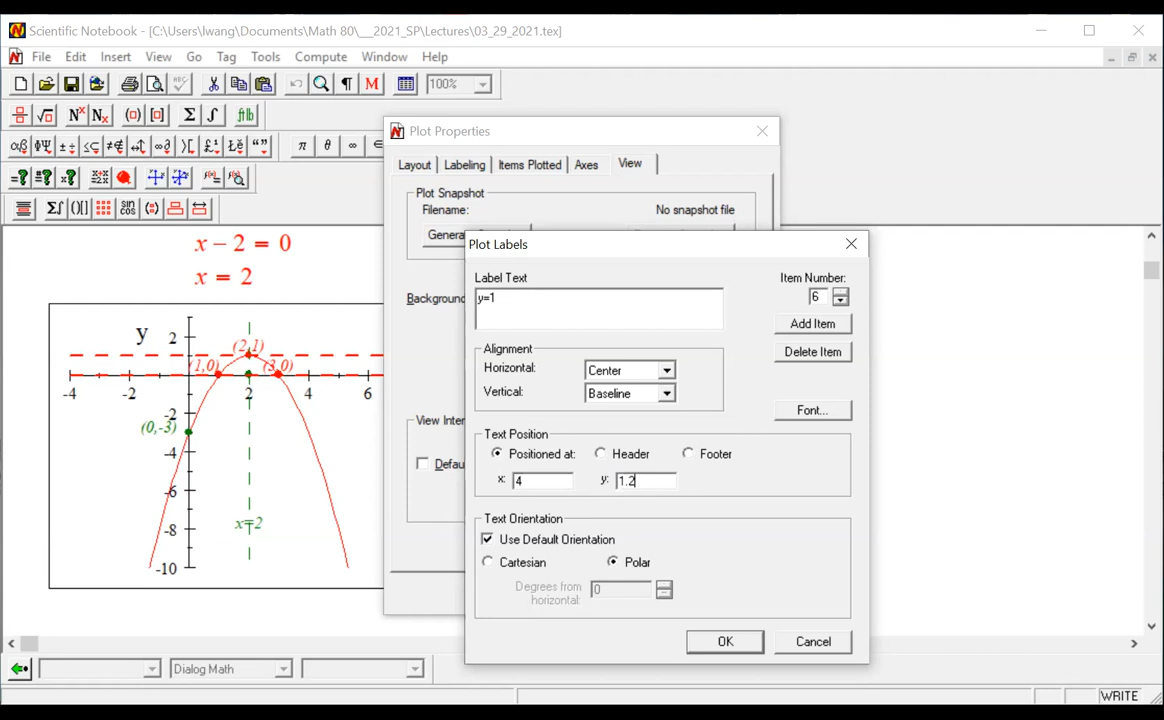 Scientific Notebook - [C:\Users\lwang\Documents\Math 80\__2021_SP\Lectures\03_29_2021.tex]
File Edit Insert View Go Tag Tools Compute Window Help
100%
Plot Properties
Layout Labeling Items Plotted Axes View
Plot Snapshot
Filename: No snapshot file
Background
View Inter
Plot Labels
Label Text
y=1
Item Number:
6
Add Item
Delete Item
Alignment
Horizontal: Center
Vertical: Baseline
Font...
Text Position
Positioned at: Header Footer
x: 4 y: 1.2
Text Orientation
Use Default Orientation
Cartesian Polar
Degrees from
horizontal: 0
OK Cancel
x − 2 = 0
x = 2
y 2
(2,1)
(1,0) (3,0)
-4 -2 2 4 6
-2
(0,-3)
-4
-6
x=2
-8
-10
Dialog Math
WRITE